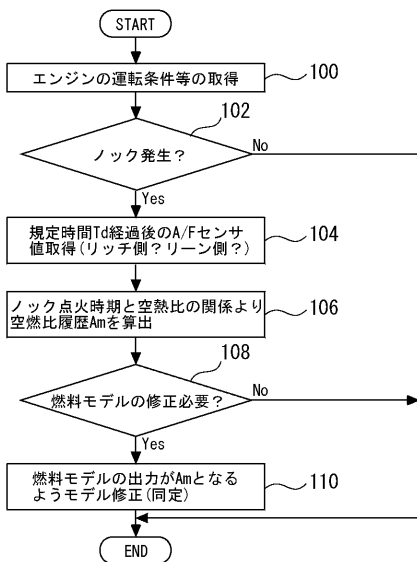 START
エンジンの運転条件等の取得
100
102
ノック発生?
No
Yes
規定時間Td経過後のA/Fセンサ
値取得(リッチ側?リーン側?)
104
ノック点火時期と空熱比の関係より
空燃比履歴Amを算出
106
108
燃料モデルの修正必要?
No
Yes
燃料モデルの出力がAmとなる
ようモデル修正(同定)
110
END